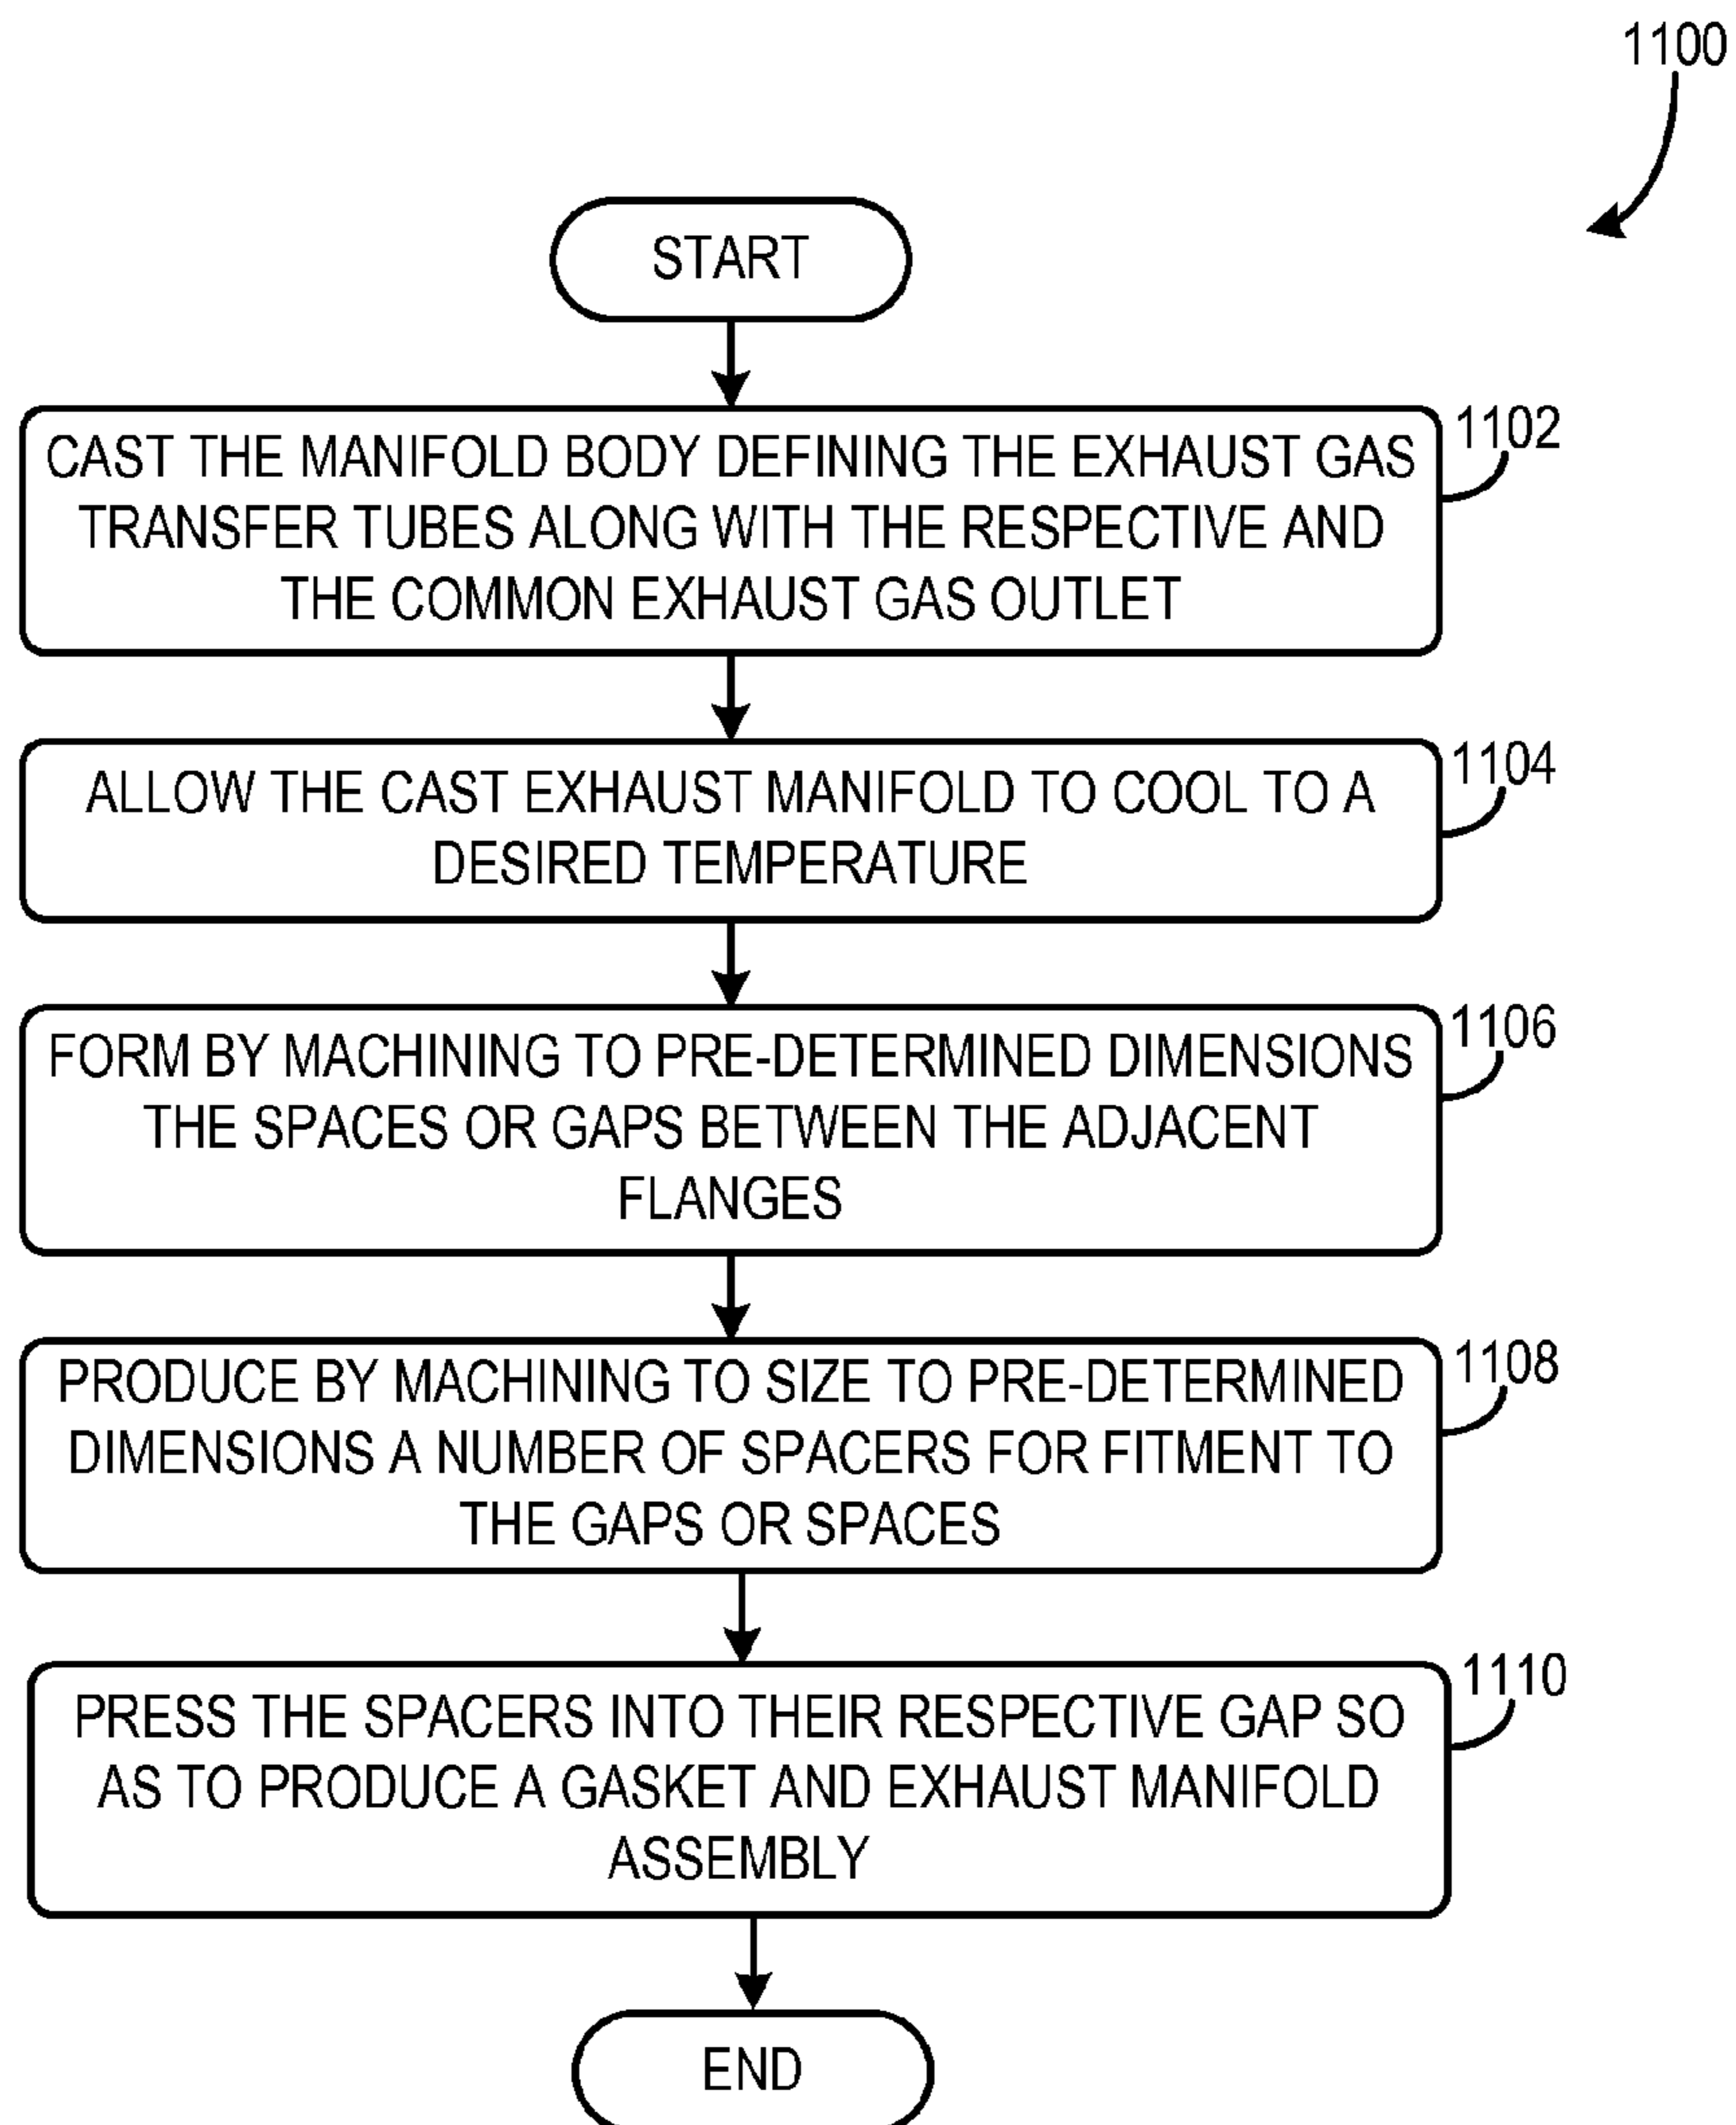 1100
START
1102
CAST THE MANIFOLD BODY DEFINING THE EXHAUST GAS
TRANSFER TUBES ALONG WITH THE RESPECTIVE AND
THE COMMON EXHAUST GAS OUTLET
1104
ALLOW THE CAST EXHAUST MANIFOLD TO COOL TO A
DESIRED TEMPERATURE
1106
FORM BY MACHINING TO PRE-DETERMINED DIMENSIONS
THE SPACES OR GAPS BETWEEN THE ADJACENT
FLANGES
1108
PRODUCE BY MACHINING TO SIZE TO PRE-DETERMINED
DIMENSIONS A NUMBER OF SPACERS FOR FITMENT TO
THE GAPS OR SPACES
1110
PRESS THE SPACERS INTO THEIR RESPECTIVE GAP SO
AS TO PRODUCE A GASKET AND EXHAUST MANIFOLD
ASSEMBLY
END